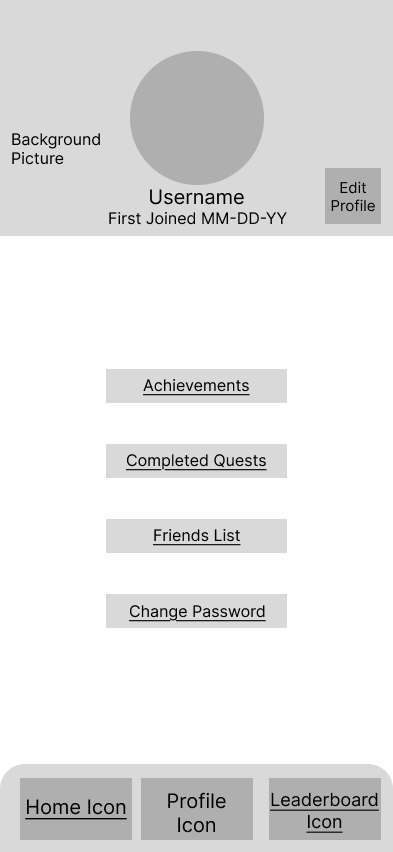 Background
Picture
Username
First Joined MM-DD-YY
Edit
Profile
Achievements
Completed Quests
Friends List
Change Password
Home Icon
Profile
Icon
Leaderboard
Icon